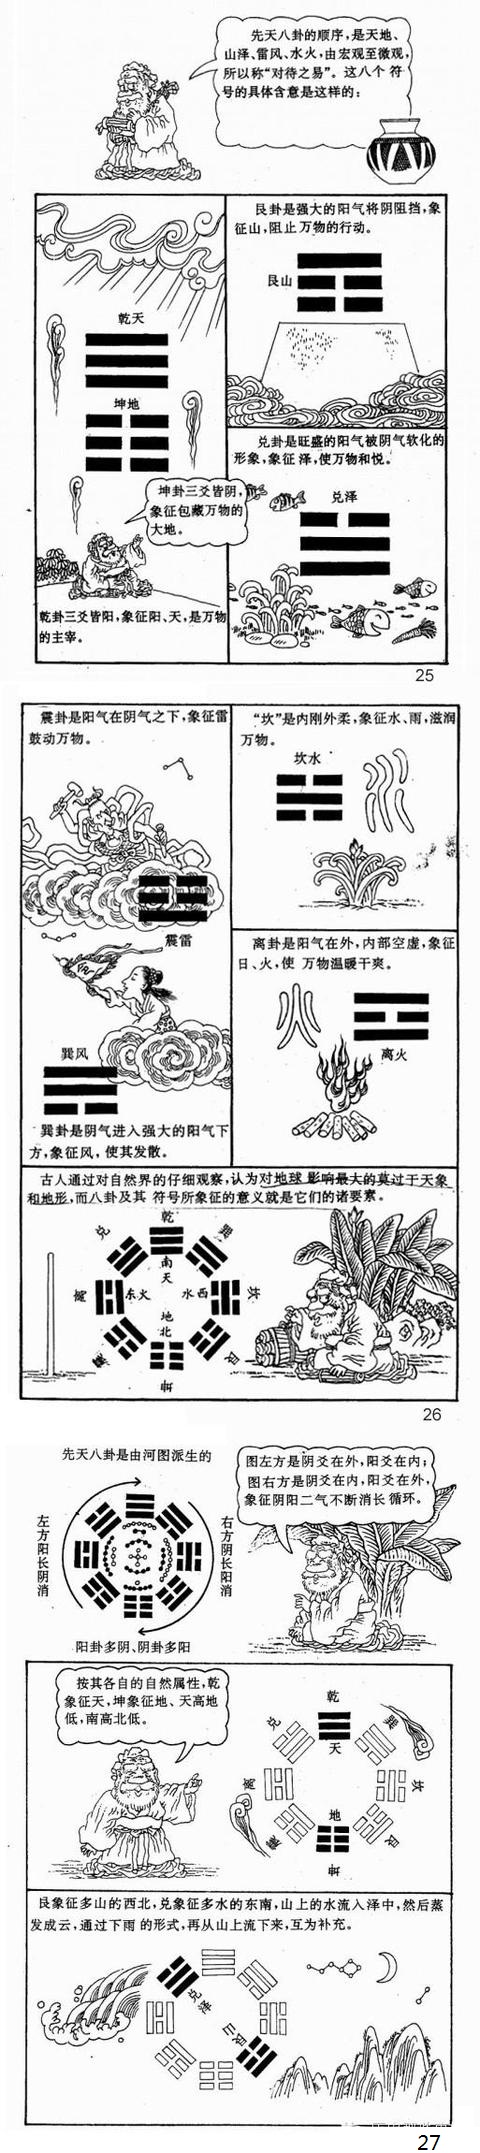 先天八卦的顺序，是天地、
山泽、雷风、水火，由宏观至微观，
所以称“对待之易”。这八个符
号的具体含意是这样的：
乾天
坤地
坤卦三爻皆阴，
象征包藏万物的
大地。
乾卦三爻皆阳，象征阳、天，是万物
的主宰。
艮卦是强大的阳气将阴阻挡，象
征山，阻止万物的行动。
艮山
兑卦是旺盛的阳气被阴气软化的
形象，象征泽，使万物和悦。
兑泽
25
震卦是阳气在阴气之下，象征雷
鼓动万物。
震雷
巽风
巽卦是阴气进入强大的阳气下
方，象征风，使其发散。
“坎”是内刚外柔，象征水、雨，滋润
万物。
坎水
离卦是阳气在外，内部空虚，象征
日、火，使万物温暖干爽。
离火
古人通过对自然界的仔细观察，认为对地球影响最大的莫过于天象
和地形，而八卦及其符号所象征的意义就是它们的诸要素。
乾
兑
巽
南
天
离
东火
水西
坎
地
北
震
艮
坤
26
先天八卦是由河图派生的
左方阳长阴消
右方阴长阳消
阳卦多阴、阴卦多阳
图左方是阴爻在外，阳爻在内；
图右方是阴爻在内，阳爻在外，
象征阴阳二气不断消长循环。
按其各自的自然属性，乾
象征天，坤象征地、天高地
低，南高北低。
乾
兑
天
巽
离
坎
地
震
艮
坤
艮象征多山的西北，兑象征多水的东南，山上的水流入泽中，然后蒸
发成云，通过下雨的形式，再从山上流下来，互为补充。
兑泽
艮山
27